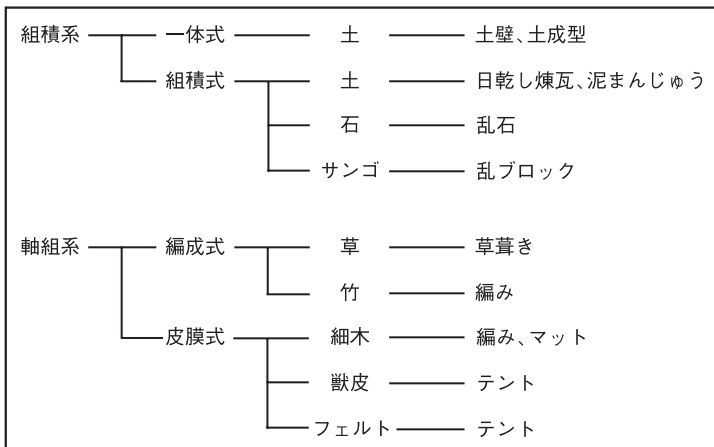 組積系 一体式 土 土壁、土成型
組積式 土 日乾し煉瓦、泥まんじゅう
石 乱石
サンゴ 乱ブロック
軸組系 編成式 草 草葺き
竹 編み
皮膜式 細木 編み、マット
獣皮 テント
フェルト テント